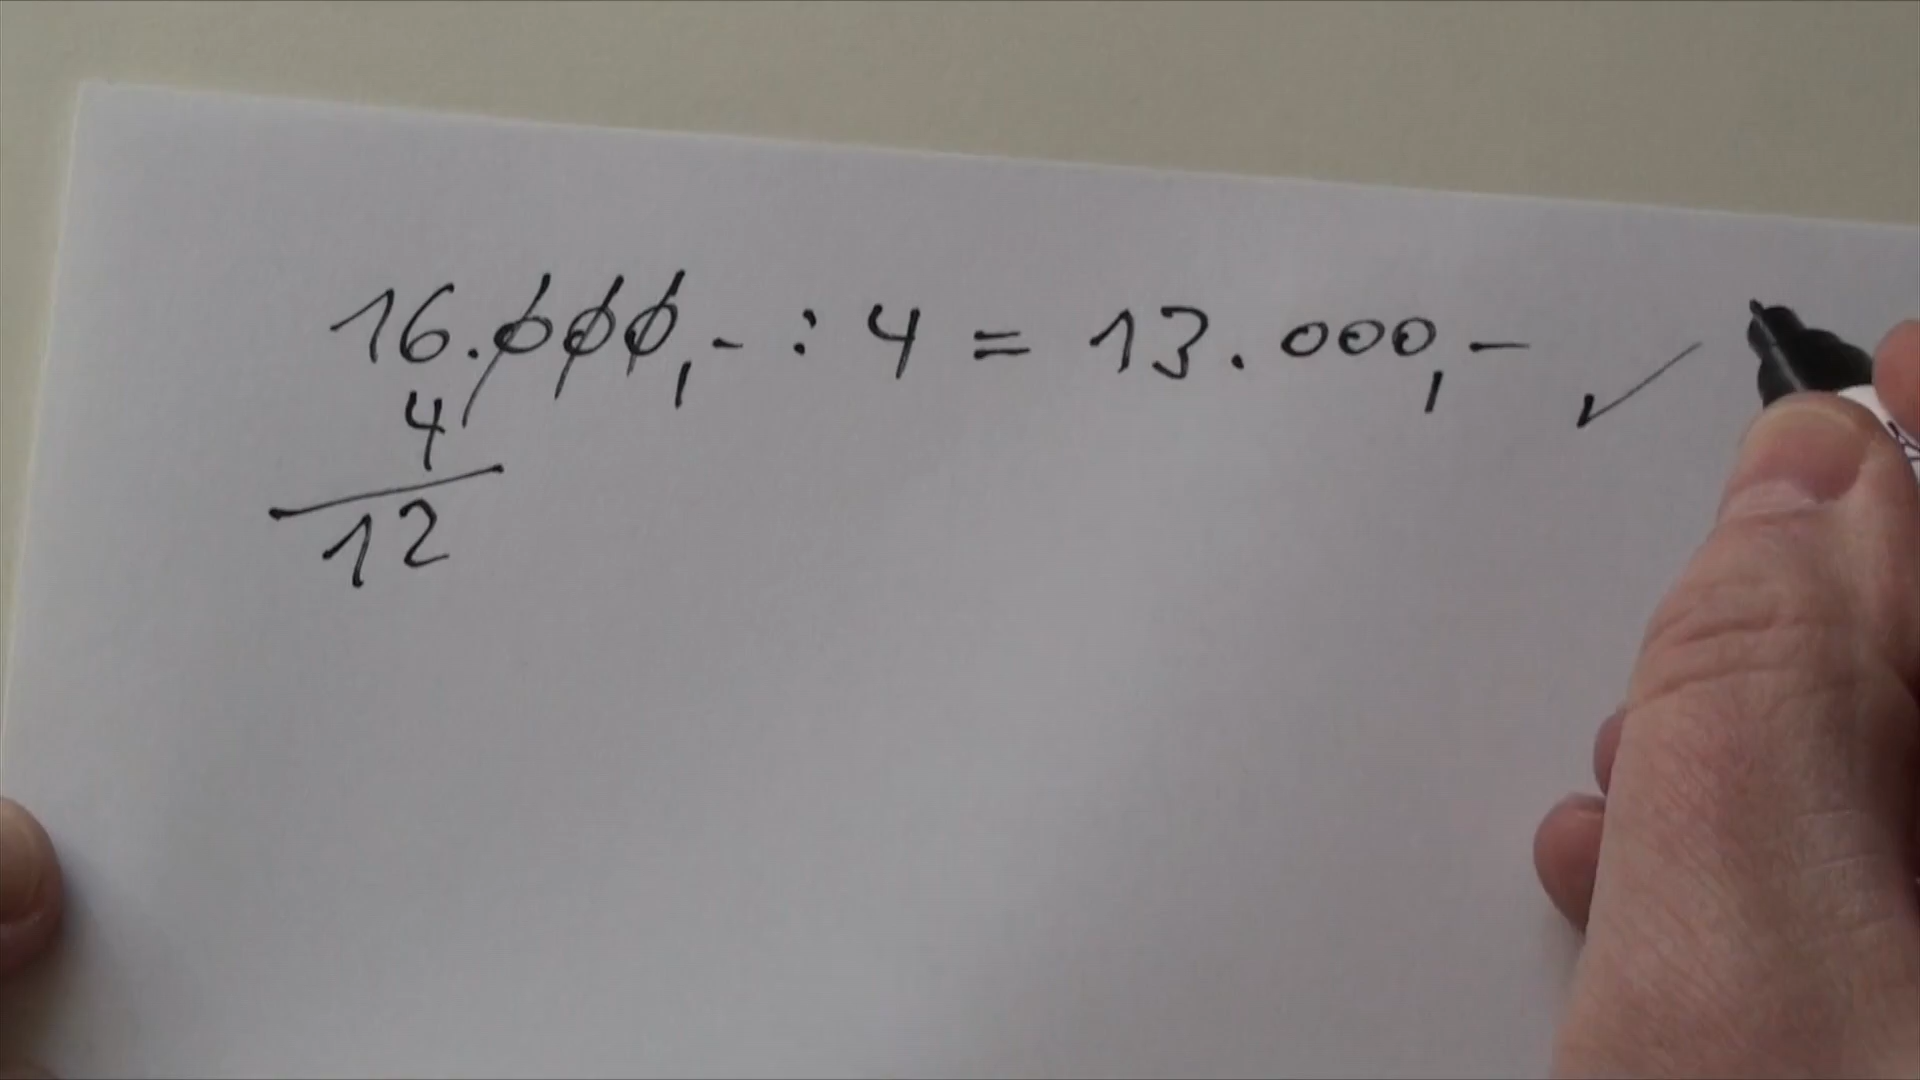 16.000,- : 4 = 13.000,- ✓
4
12